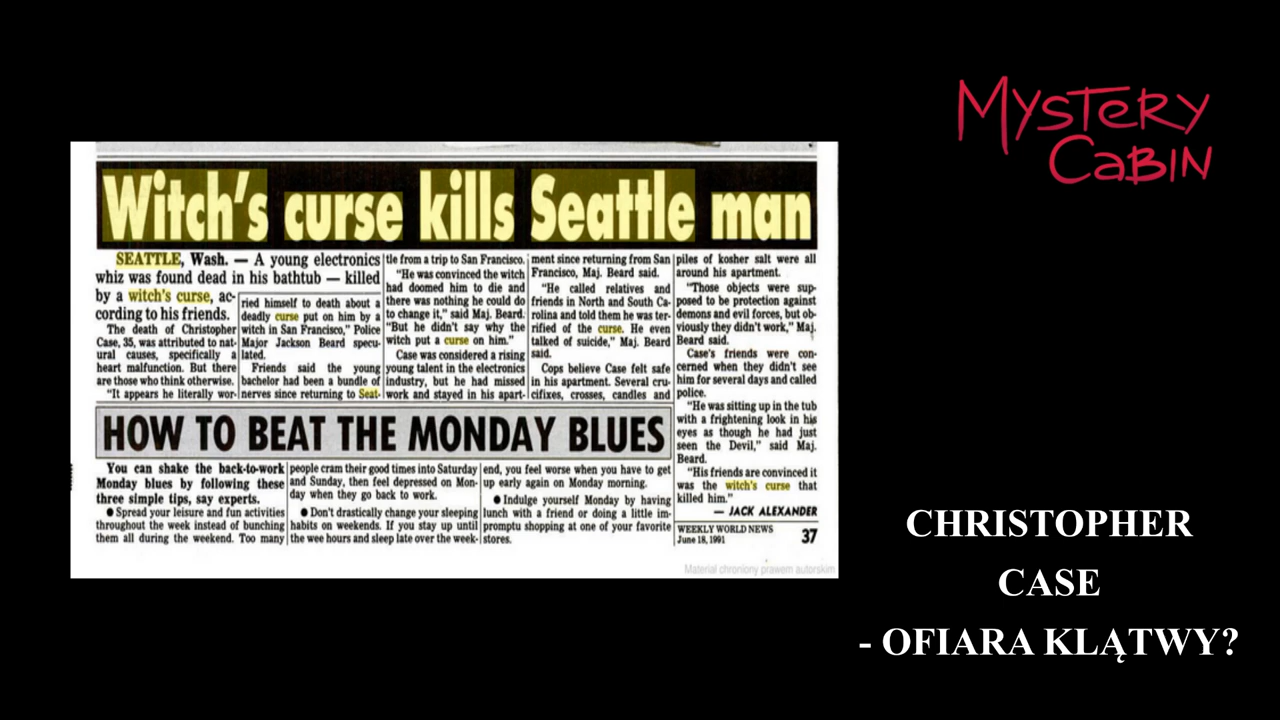 MYSTERY
CABIN
Witch's curse kills Seattle man
SEATTLE, Wash. — A young electronics
whiz was found dead in his bathtub — killed
by a witch's curse, ac-
cording to his friends.
The death of Christopher
Case, 35, was attributed to nat-
ural causes, specifically a
heart malfunction. But there
are those who think otherwise.
"It appears he literally wor-
ried himself to death about a
deadly curse put on him by a
witch in San Francisco," Police
Major Jackson Beard specu-
lated.
Friends said the young
bachelor had been a bundle of
nerves since returning to Seat-
tle from a trip to San Francisco.
"He was convinced the witch
had doomed him to die and
there was nothing he could do
to change it," said Maj. Beard.
"But he didn't say why the
witch put a curse on him."
Case was considered a rising
young talent in the electronics
industry, but he had missed
work and stayed in his apart-
ment since returning from San
Francisco, Maj. Beard said.
"He called relatives and
friends in North and South Ca-
rolina and told them he was ter-
rified of the curse. He even
talked of suicide," Maj. Beard
said.
Cops believe Case felt safe
in his apartment. Several cru-
cifixes, crosses, candles and
piles of kosher salt were all
around his apartment.
"Those objects were sup-
posed to be protection against
demons and evil forces, but ob-
viously they didn't work," Maj.
Beard said.
Case's friends were con-
cerned when they didn't see
him for several days and called
police.
"He was sitting up in the tub
with a frightening look in his
eyes as though he had just
seen the Devil," said Maj.
Beard.
"His friends are convinced it
was the witch's curse that
killed him."
— JACK ALEXANDER
HOW TO BEAT THE MONDAY BLUES
You can shake the back-to-work
Monday blues by following these
three simple tips, say experts.
● Spread your leisure and fun activities
throughout the week instead of bunching
them all during the weekend. Too many
people cram their good times into Saturday
and Sunday, then feel depressed on Mon-
day when they go back to work.
● Don't drastically change your sleeping
habits on weekends. If you stay up until
the wee hours and sleep late over the week-
end, you feel worse when you have to get
up early again on Monday morning.
● Indulge yourself Monday by having
lunch with a friend or doing a little im-
promptu shopping at one of your favorite
stores.
WEEKLY WORLD NEWS
June 18, 1991
37
Materiał chroniony prawem autorskim
CHRISTOPHER
CASE
- OFIARA KLĄTWY?